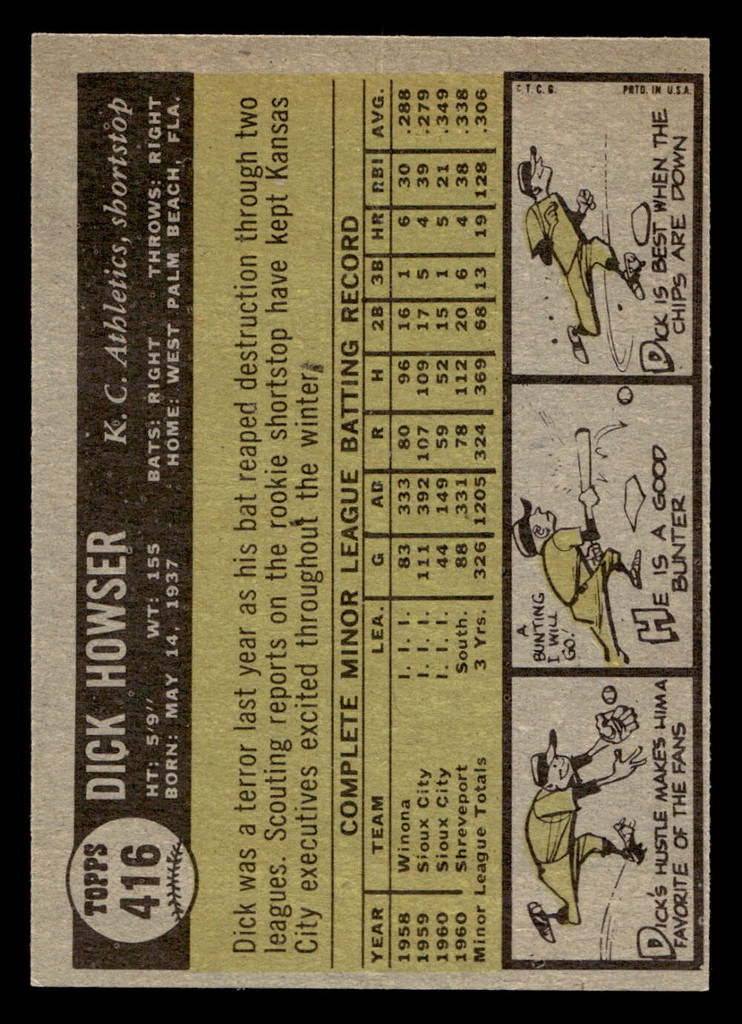 TOPPS
416
DICK HOWSER
K. C. Athletics, shortstop
HT: 5'9" WT: 155 BATS: RIGHT THROWS: RIGHT
BORN: MAY 14, 1937 HOME: WEST PALM BEACH, FLA.
Dick was a terror last year as his bat reaped destruction through two
leagues. Scouting reports on the rookie shortstop have kept Kansas
City executives excited throughout the winter.
COMPLETE MINOR LEAGUE BATTING RECORD
YEAR TEAM LEA. G AB R H 2B 3B HR RBI AVG.
1958 Winona I. I. I. 83 333 80 96 16 1 6 30 .288
1959 Sioux City I. I. I. 111 392 107 109 17 5 4 39 .279
1960 Sioux City I. I. I. 44 149 59 52 15 1 5 21 .349
1960 Shreveport South. 88 331 78 112 20 6 4 38 .338
Minor League Totals 3 Yrs. 326 1205 324 369 68 13 19 128 .306
DICK'S HUSTLE MAKES HIM A
FAVORITE OF THE FANS
A
BUNTING
I WILL
GO!
HE IS A GOOD
BUNTER
© T. C. G. PRTD. IN U.S.A.
DICK IS BEST WHEN THE
CHIPS ARE DOWN